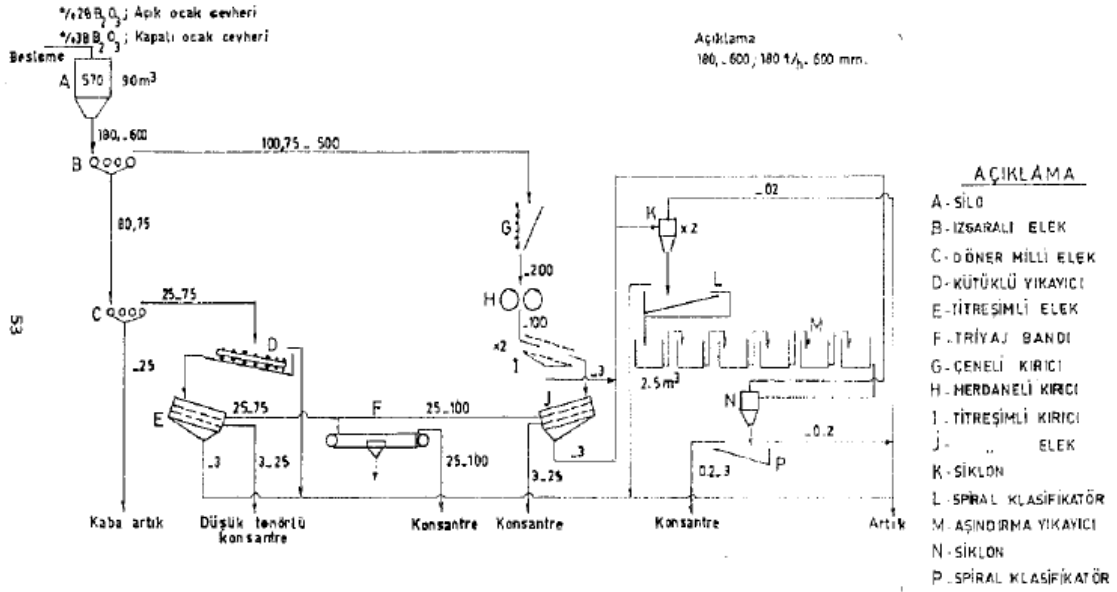 %28 B2O3; Açık ocak cevheri
%38 B2O3; Kapalı ocak cevheri
Besleme
A
570
90m³
180,-600
B
100,75 - 500
80,75
C
25-75
-25
D
E
25-75
-3
3-25
F
25-100
25-100
G
-200
H
-100
x2
I
-3
J
-3
3-25
Açıklama
180,-600; 180 t/h - 600 mm.
-02
K
x2
L
M
2.5m³
N
-0.2
0.2-3
P
Kaba artık
Düşük tenörlü
konsantre
Konsantre
Konsantre
Konsantre
Artık
53
AÇIKLAMA
A - SİLO
B - IZGARALI ELEK
C - DÖNER MİLLİ ELEK
D - KÜTÜKLÜ YIKAYICI
E - TİTREŞİMLİ ELEK
F - TRİYAJ BANDI
G - ÇENELİ KIRICI
H - MERDANELİ KIRICI
I - TİTREŞİMLİ KIRICI
J - " ELEK
K - SİKLON
L - SPİRAL KLASİFİKATÖR
M - AŞINDIRMA YIKAYICI
N - SİKLON
P - SPİRAL KLASİFİKATÖR